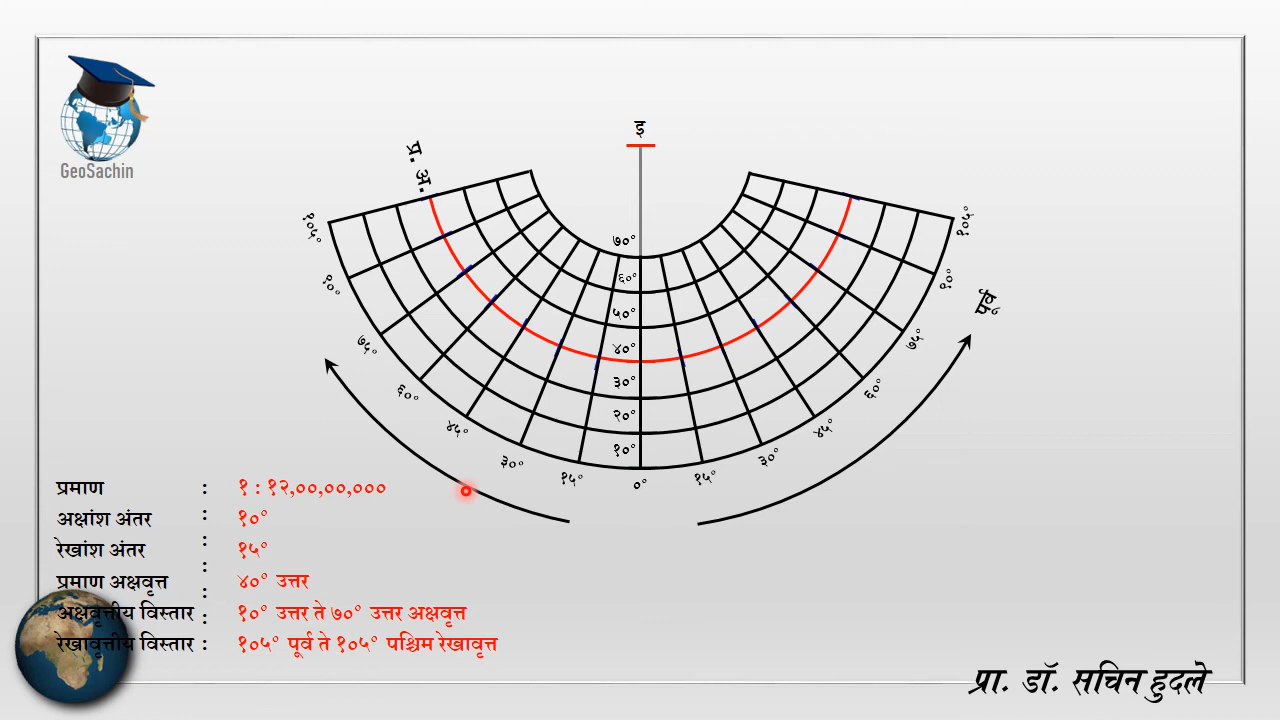 GeoSachin
इ
प्र. अ.
७०°
६०°
५०°
४०°
३०°
२०°
१०°
१०५°
९०°
७५°
६०°
४५°
३०°
१५°
०°
१५°
३०°
४५°
६०°
७५°
९०°
१०५°
पूर्व
प्रमाण : १ : १२,००,००,०००
अक्षांश अंतर : १०°
रेखांश अंतर : १५°
प्रमाण अक्षवृत्त : ४०° उत्तर
अक्षवृत्तीय विस्तार : १०° उत्तर ते ७०° उत्तर अक्षवृत्त
रेखावृत्तीय विस्तार : १०५° पूर्व ते १०५° पश्चिम रेखावृत्त
प्रा. डॉ. सचिन हुदले